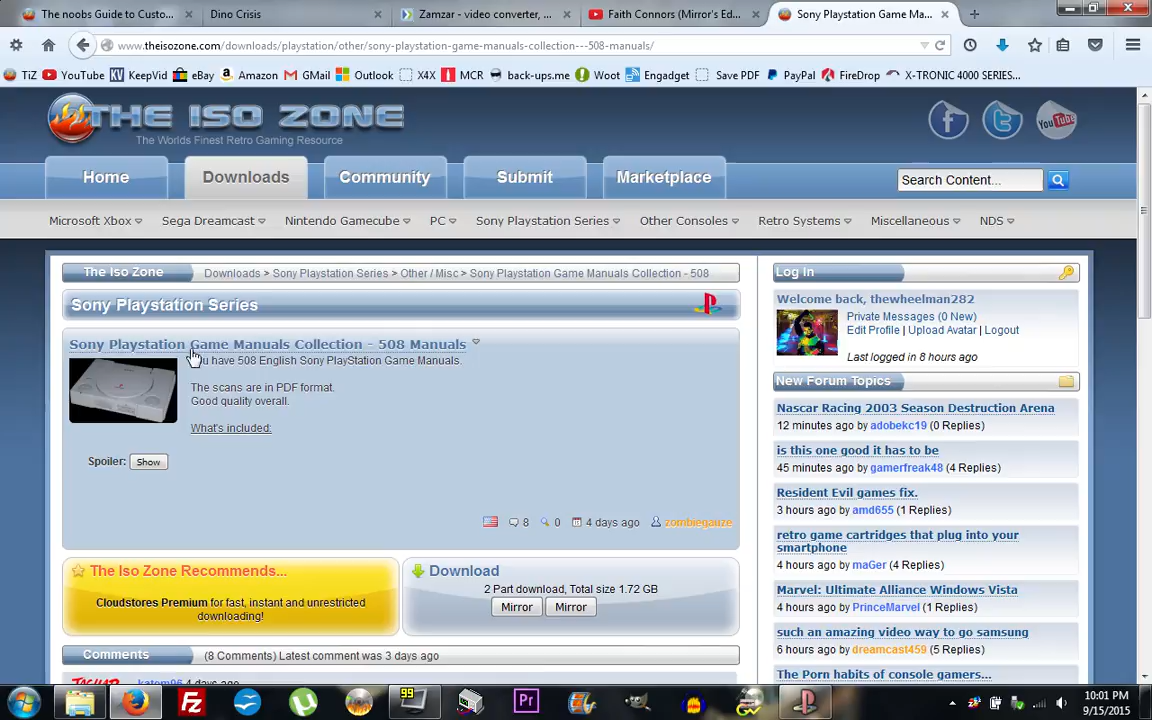 The noobs Guide to Custo...
Dino Crisis
Zamzar - video converter, ...
Faith Connors (Mirror's Ed...
Sony Playstation Game Ma...
www.theisozone.com/downloads/playstation/other/sony-playstation-game-manuals-collection---508-manuals/
TiZ YouTube KeepVid eBay Amazon GMail Outlook X4X MCR back-ups.me Woot Engadget Save PDF PayPal FireDrop X-TRONIC 4000 SERIES...
THE ISO ZONE
The Worlds Finest Retro Gaming Resource
You Tube
Home Downloads Community Submit Marketplace
Search Content...
Microsoft Xbox Sega Dreamcast Nintendo Gamecube PC Sony Playstation Series Other Consoles Retro Systems Miscellaneous NDS
The Iso Zone
Downloads > Sony Playstation Series > Other / Misc > Sony Playstation Game Manuals Collection - 508
Sony Playstation Series
Sony Playstation Game Manuals Collection - 508 Manuals
u have 508 English Sony PlayStation Game Manuals.
The scans are in PDF format.
Good quality overall.
What's included:
Spoiler: Show
8 0 4 days ago zombiegauze
The Iso Zone Recommends...
Cloudstores Premium for fast, instant and unrestricted
downloading!
Download
2 Part download, Total size 1.72 GB
Mirror Mirror
Comments
(8 Comments) Latest comment was 3 days ago
katem96 4 days ago
Log In
Welcome back, thewheelman282
Private Messages (0 New)
Edit Profile | Upload Avatar | Logout
Last logged in 8 hours ago
New Forum Topics
Nascar Racing 2003 Season Destruction Arena
12 minutes ago by adobekc19 (0 Replies)
is this one good it has to be
45 minutes ago by gamerfreak48 (4 Replies)
Resident Evil games fix.
3 hours ago by amd655 (1 Replies)
retro game cartridges that plug into your
smartphone
4 hours ago by maGer (4 Replies)
Marvel: Ultimate Alliance Windows Vista
4 hours ago by PrinceMarvel (1 Replies)
such an amazing video way to go samsung
6 hours ago by dreamcast459 (5 Replies)
The Porn habits of console gamers...
Fz
99
Pr
10:01 PM
9/15/2015